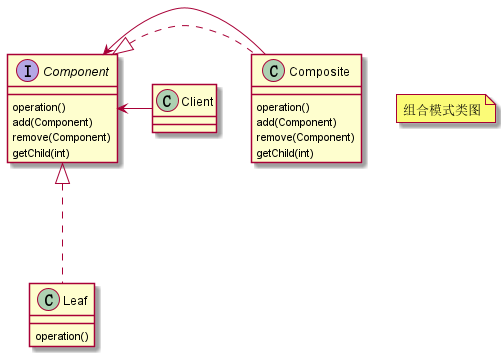 I Component
operation()
add(Component)
remove(Component)
getChild(int)
C Client
C Composite
operation()
add(Component)
remove(Component)
getChild(int)
组合模式类图
C Leaf
operation()